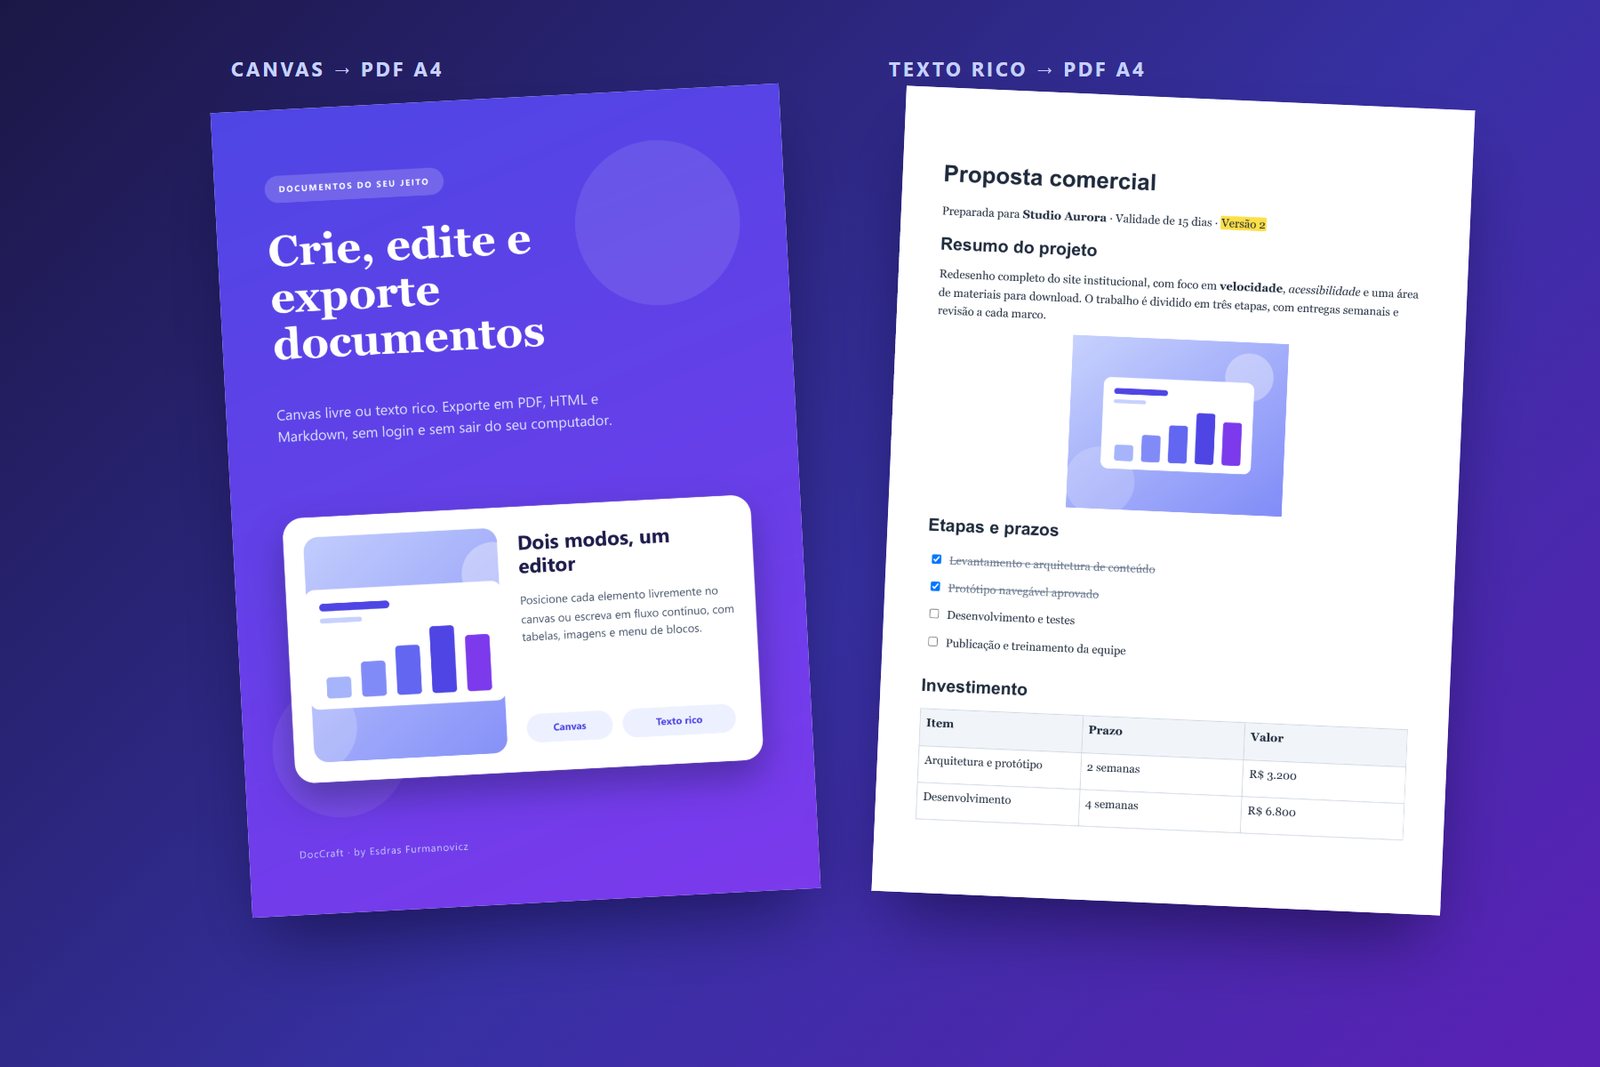 CANVAS → PDF A4
DOCUMENTOS DO SEU JEITO
Crie, edite e
exporte
documentos
Canvas livre ou texto rico. Exporte em PDF, HTML e
Markdown, sem login e sem sair do seu computador.
Dois modos, um
editor
Posicione cada elemento livremente no
canvas ou escreva em fluxo contínuo, com
tabelas, imagens e menu de blocos.
Canvas
Texto rico
DocCraft · by Esdras Furmanovicz
TEXTO RICO → PDF A4
Proposta comercial
Preparada para Studio Aurora · Validade de 15 dias · Versão 2
Resumo do projeto
Redesenho completo do site institucional, com foco em velocidade, acessibilidade e uma área
de materiais para download. O trabalho é dividido em três etapas, com entregas semanais e
revisão a cada marco.
Etapas e prazos
Levantamento e arquitetura de conteúdo
Protótipo navegável aprovado
Desenvolvimento e testes
Publicação e treinamento da equipe
Investimento
Item Prazo Valor
Arquitetura e protótipo 2 semanas R$ 3.200
Desenvolvimento 4 semanas R$ 6.800